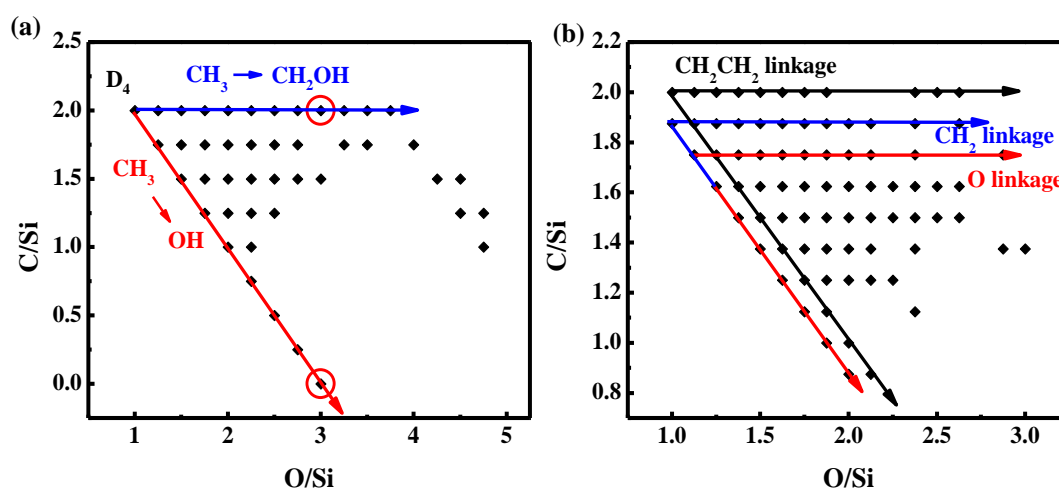 (a)
2.5
2.0
1.5
1.0
0.5
0.0
C/Si
D4
CH3 → CH2OH
CH3
→
OH
1 2 3 4 5
O/Si
(b)
2.2
2.0
1.8
1.6
1.4
1.2
1.0
0.8
C/Si
CH2CH2 linkage
CH2 linkage
O linkage
1.0 1.5 2.0 2.5 3.0
O/Si